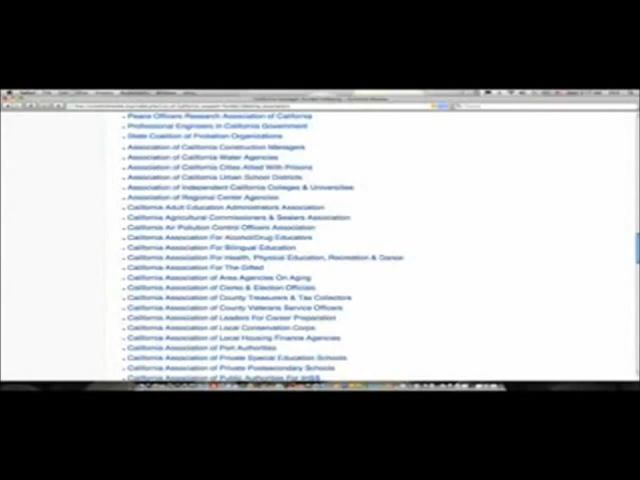 Peace Officers Research Association of California
Professional Engineers in California Government
State Coalition of Probation Organizations
Association of California Construction Managers
Association of California Water Agencies
Association of California Cities Allied With Prisons
Association of California Urban School Districts
Association of Independent California Colleges & Universities
Association of Regional Center Agencies
California Adult Education Administrators Association
California Agricultural Commissioners & Sealers Association
California Air Pollution Control Officers Association
California Association For Alcohol/Drug Educators
California Association For Bilingual Education
California Association For Health, Physical Education, Recreation & Dance
California Association For The Gifted
California Association of Area Agencies On Aging
California Association of Clerks & Election Officials
California Association of County Treasurers & Tax Collectors
California Association of County Veterans Service Officers
California Association of Leaders For Career Preparation
California Association of Local Conservation Corps
California Association of Local Housing Finance Agencies
California Association of Port Authorities
California Association of Private Special Education Schools
California Association of Private Postsecondary Schools
California Association of Public Authorities For IHSS